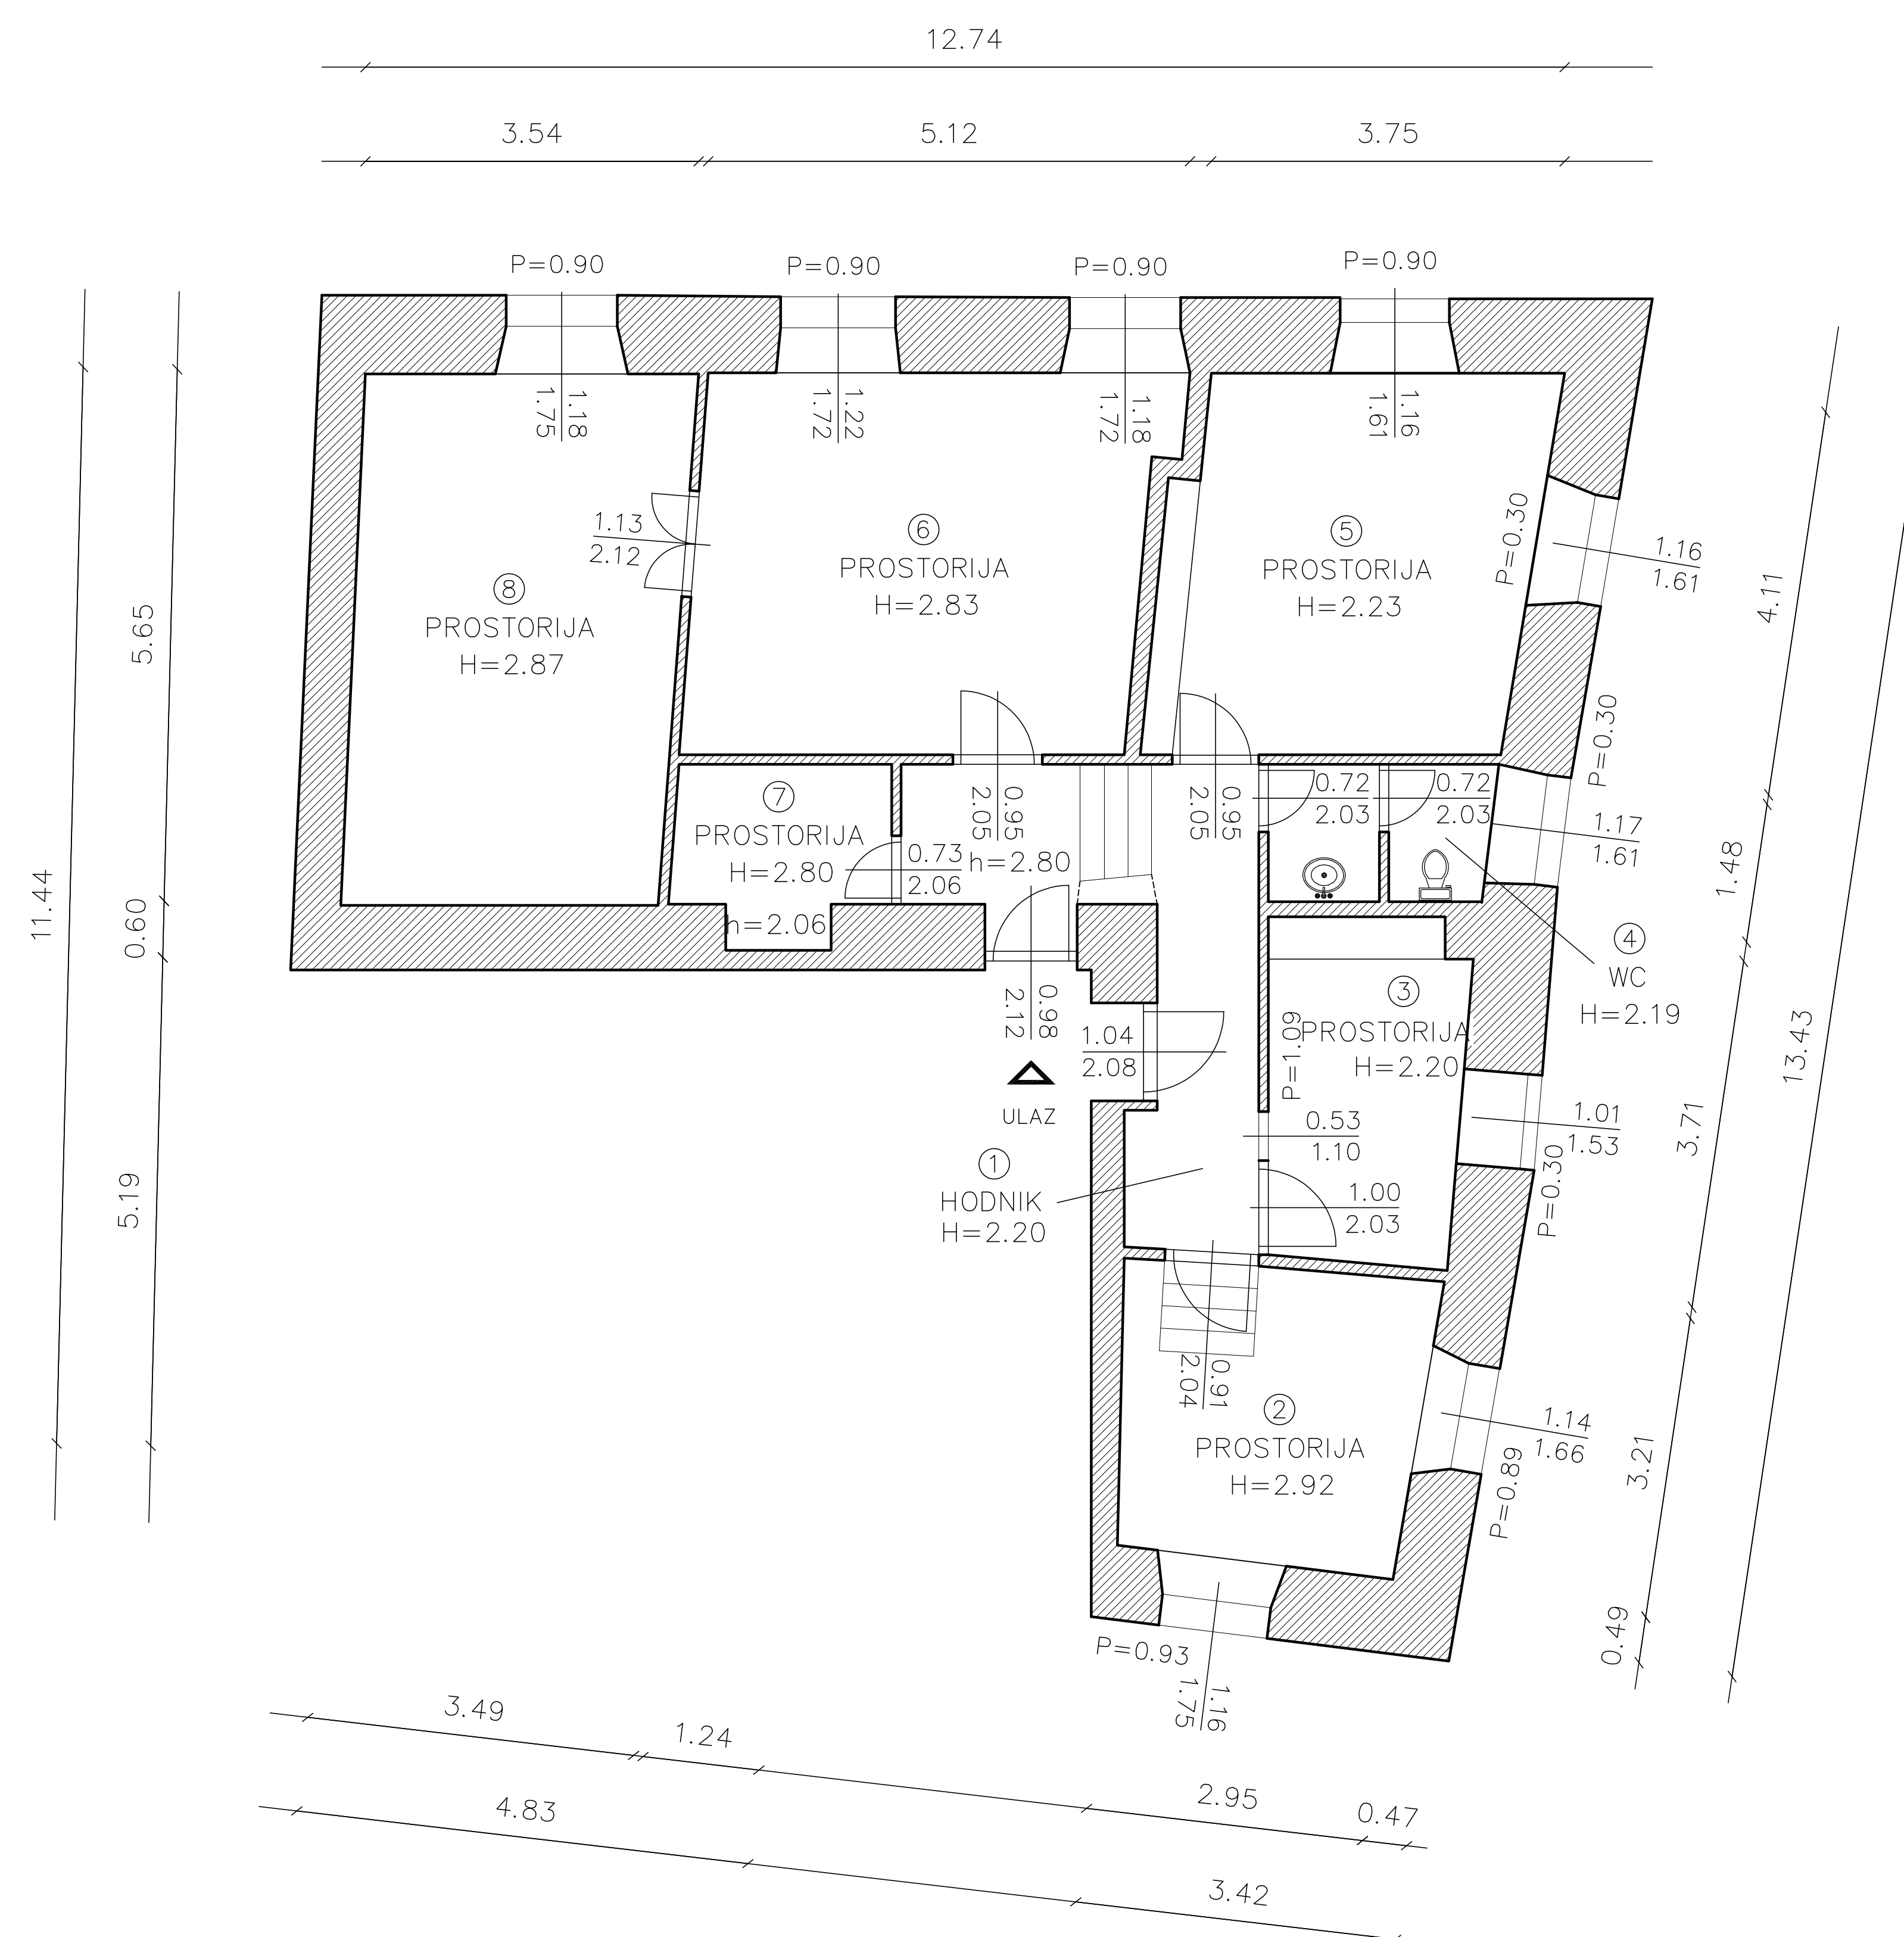 12.74
3.54
5.12
3.75
P=0.90
P=0.90
P=0.90
P=0.90
1.18
1.75
1.22
1.72
1.18
1.72
1.16
1.61
1.13
2.12
8
PROSTORIJA
H=2.87
6
PROSTORIJA
H=2.83
5
PROSTORIJA
H=2.23
P=0.30
1.16
1.61
4.11
5.65
11.44
0.60
5.19
7
PROSTORIJA
H=2.80
h=2.06
0.73
2.06
0.95
2.05
h=2.80
0.95
2.05
0.72
2.03
0.72
2.03
P=0.30
1.17
1.61
1.48
4
WC
H=2.19
0.98
2.12
ULAZ
1.04
2.08
P=1.09
3
PROSTORIJA
H=2.20
0.53
1.10
1.00
2.03
1.01
1.53
P=0.30
3.71
13.43
1
HODNIK
H=2.20
0.91
2.04
2
PROSTORIJA
H=2.92
1.14
1.66
P=0.89
3.21
0.49
P=0.93
1.16
1.75
3.49
1.24
2.95
0.47
4.83
3.42